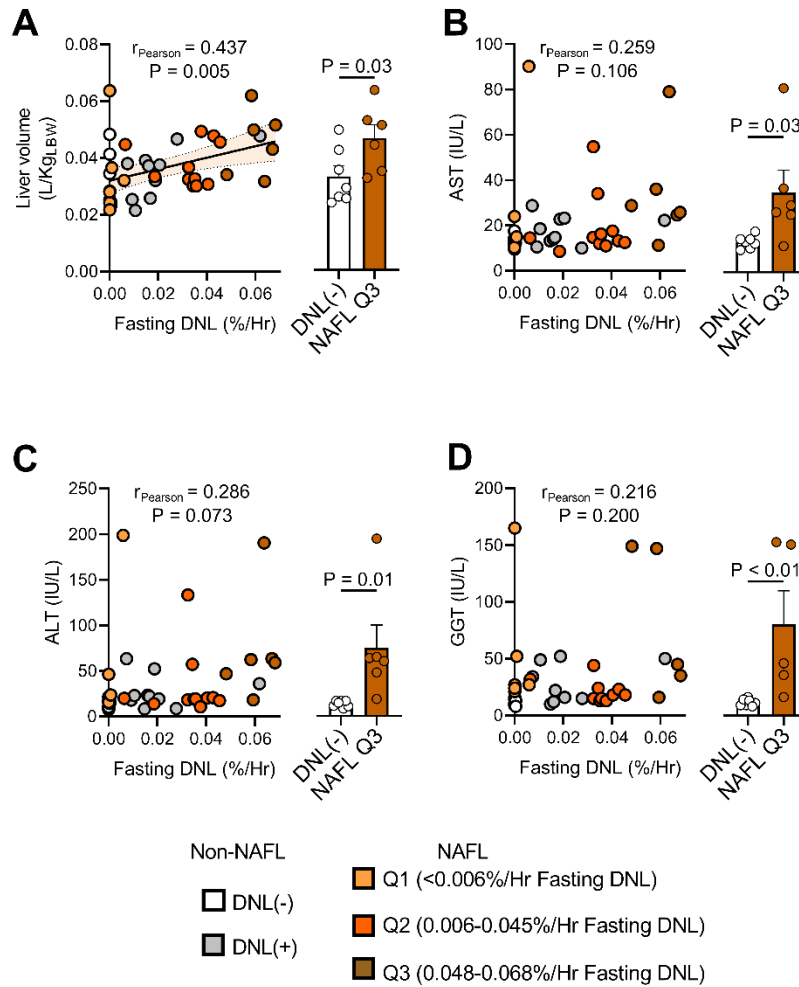 A
r_Pearson = 0.437
P = 0.005
P = 0.03
Liver volume
(L/Kg_LBW)
0.08
0.06
0.04
0.02
0.00
0.00 0.02 0.04 0.06
Fasting DNL (%/Hr)
DNL(-)
NAFL Q3
B
r_Pearson = 0.259
P = 0.106
P = 0.03
AST (IU/L)
100
80
60
40
20
0
0.00 0.02 0.04 0.06
Fasting DNL (%/Hr)
DNL(-)
NAFL Q3
C
r_Pearson = 0.286
P = 0.073
P = 0.01
ALT (IU/L)
250
200
150
100
50
0
0.00 0.02 0.04 0.06
Fasting DNL (%/Hr)
DNL(-)
NAFL Q3
D
r_Pearson = 0.216
P = 0.200
P < 0.01
GGT (IU/L)
200
150
100
50
0
0.00 0.02 0.04 0.06
Fasting DNL (%/Hr)
DNL(-)
NAFL Q3
Non-NAFL
DNL(-)
DNL(+)
NAFL
Q1 (<0.006%/Hr Fasting DNL)
Q2 (0.006-0.045%/Hr Fasting DNL)
Q3 (0.048-0.068%/Hr Fasting DNL)